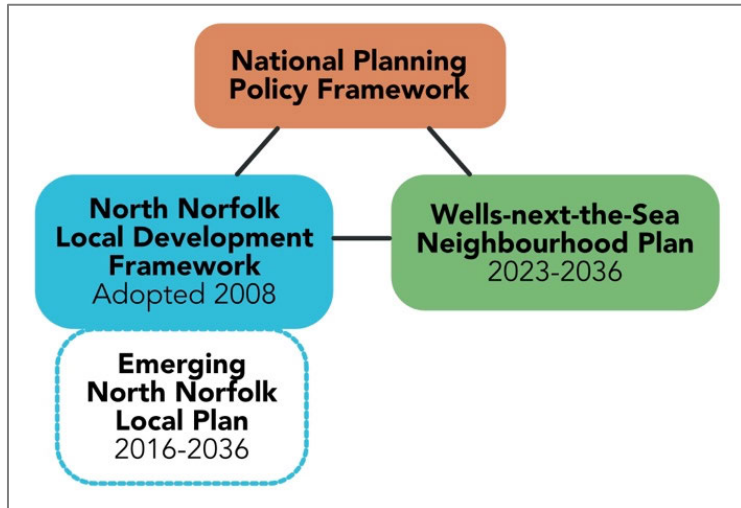 National Planning
Policy Framework
North Norfolk
Local Development
Framework
Adopted 2008
Wells-next-the-Sea
Neighbourhood Plan
2023-2036
Emerging
North Norfolk
Local Plan
2016-2036